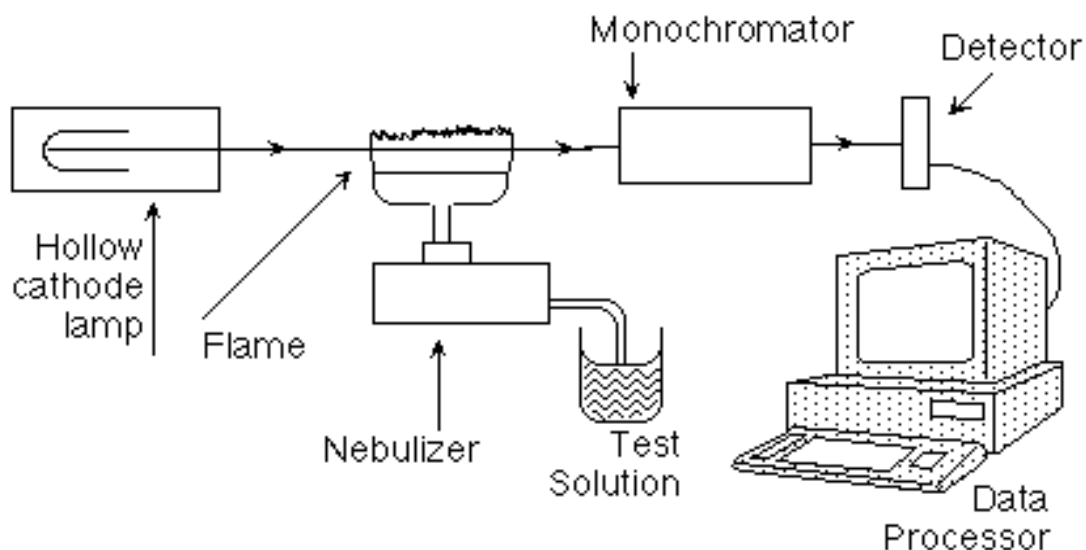 Monochromator
Detector
Hollow
cathode
lamp
Flame
Nebulizer
Test
Solution
Data
Processor